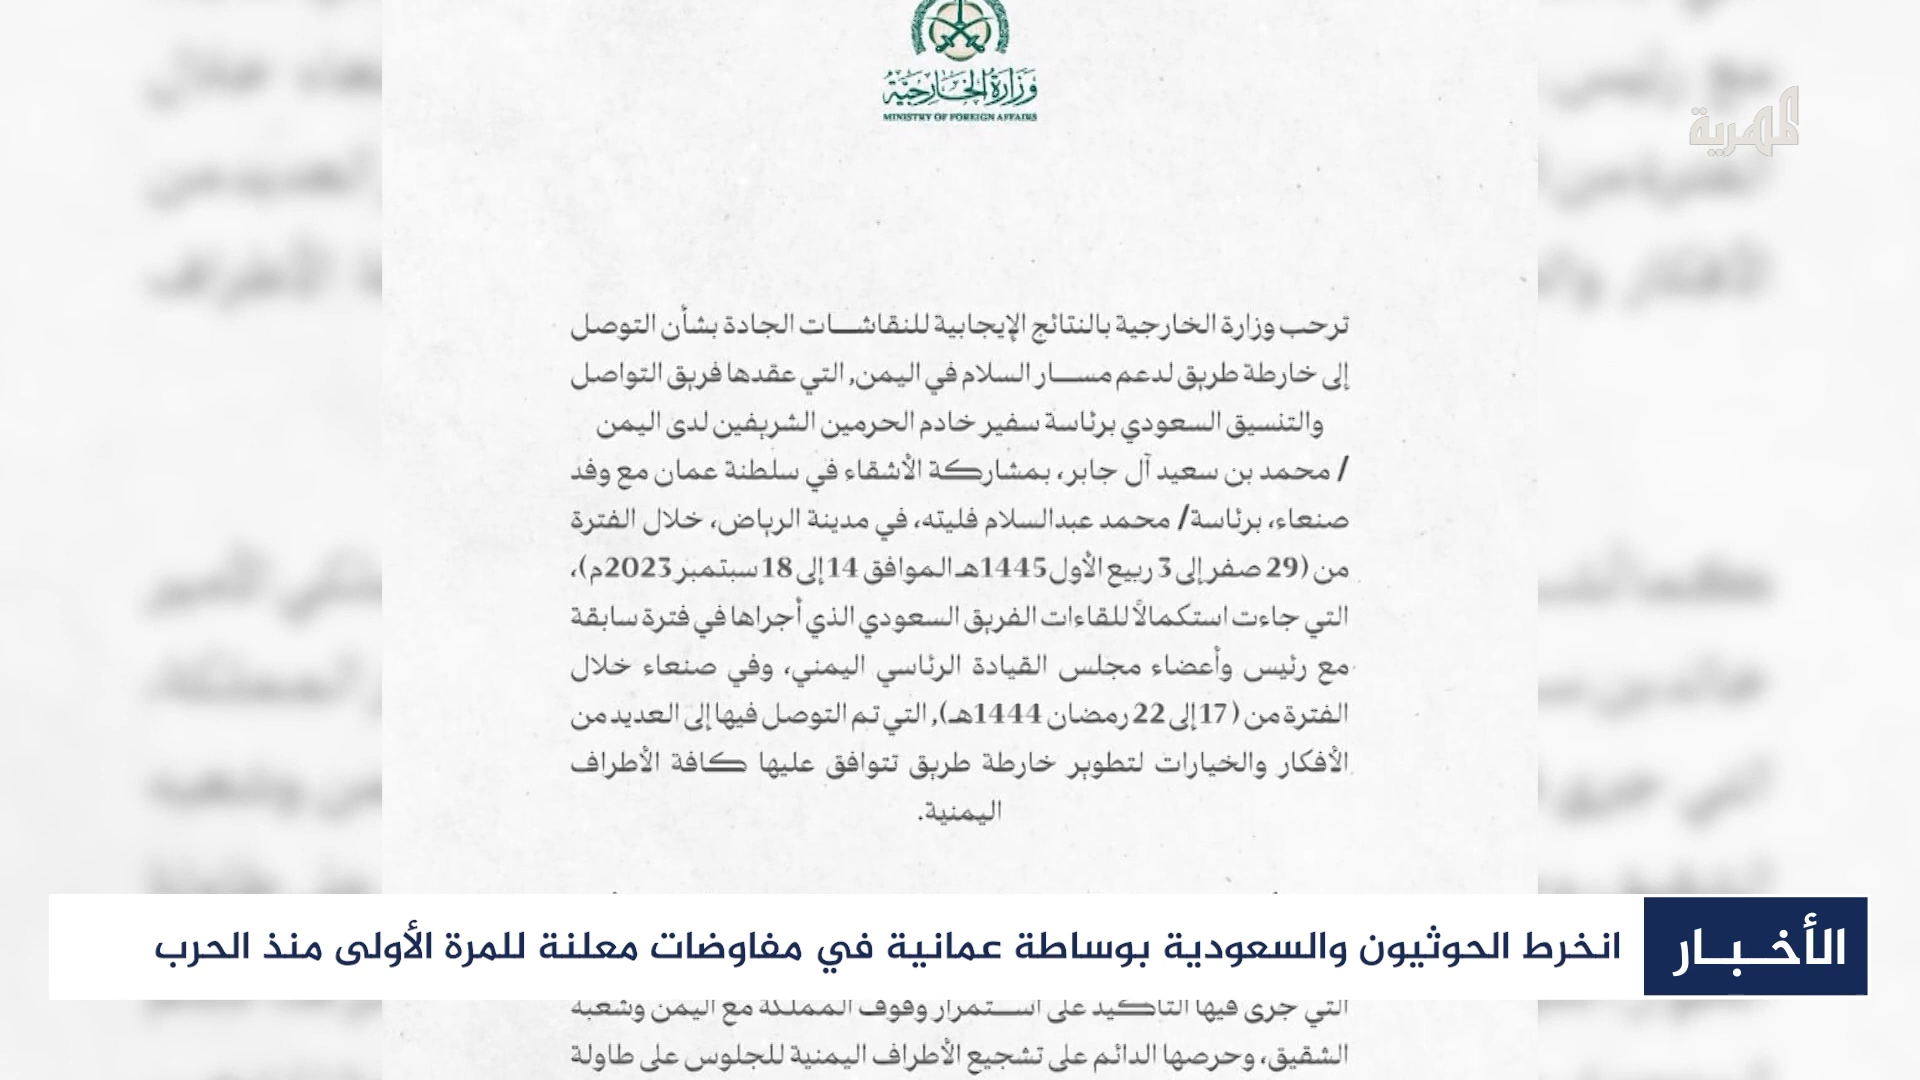 وزارة الخارجية
MINISTRY OF FOREIGN AFFAIRS
المهرية
ترحب وزارة الخارجية بالنتائج الإيجابية للنقاشات الجادة بشأن التوصل
إلى خارطة طريق لدعم مسار السلام في اليمن, التي عقدها فريق التواصل
والتنسيق السعودي برئاسة سفير خادم الحرمين الشريفين لدى اليمن
/ محمد بن سعيد آل جابر، بمشاركة الأشقاء في سلطنة عمان مع وفد
صنعاء، برئاسة/ محمد عبدالسلام فليته، في مدينة الرياض، خلال الفترة
من (29 صفر إلى 3 ربيع الأول 1445هـ الموافق 14 إلى 18 سبتمبر 2023م)،
التي جاءت استكمالاً للقاءات الفريق السعودي الذي أجراها في فترة سابقة
مع رئيس وأعضاء مجلس القيادة الرئاسي اليمني، وفي صنعاء خلال
الفترة من (17 إلى 22 رمضان 1444هـ), التي تم التوصل فيها إلى العديد من
الأفكار والخيارات لتطوير خارطة طريق تتوافق عليها كافة الأطراف
اليمنية.
الأخبار
انخرط الحوثيون والسعودية بوساطة عمانية في مفاوضات معلنة للمرة الأولى منذ الحرب
التي جرى فيها التأكيد على استمرار وقوف المملكة مع اليمن وشعبه
الشقيق، وحرصها الدائم على تشجيع الأطراف اليمنية للجلوس على طاولة